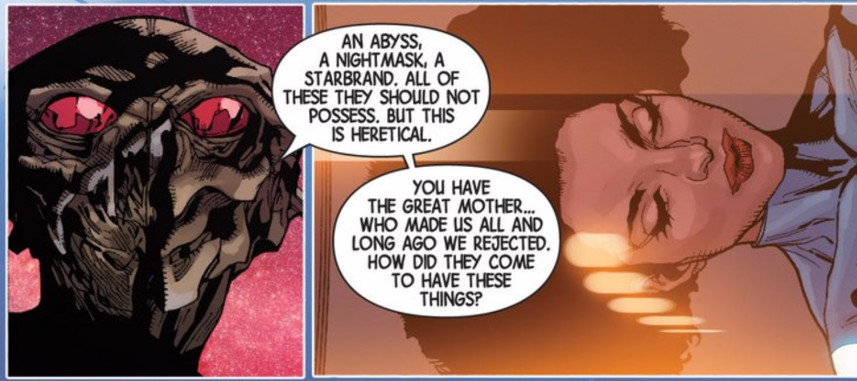 AN ABYSS,
A NIGHTMASK, A
STARBRAND. ALL OF
THESE THEY SHOULD NOT
POSSESS. BUT THIS
IS HERETICAL.
YOU HAVE
THE GREAT MOTHER...
WHO MADE US ALL AND
LONG AGO WE REJECTED.
HOW DID THEY COME
TO HAVE THESE
THINGS?